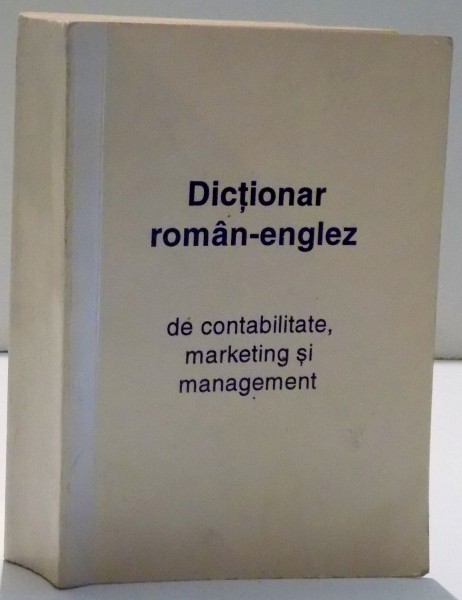 Dicționar
român-englez
de contabilitate,
marketing și
management